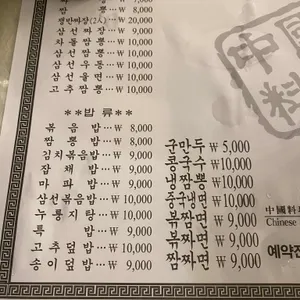 짬 뽕 … ₩ 8,000
쟁반짜장(2人) … ₩ 20,000
삼선짜장 … ₩ 9,000
차돌짬뽕 … ₩ 10,000
삼선짬뽕 … ₩ 10,000
삼선우동 … ₩ 10,000
삼선울면 … ₩ 10,000
고추짬뽕 … ₩ 10,000
**밥 류**
볶음밥 … ₩ 8,000
짬뽕밥 … ₩ 8,000
김치볶음밥 … ₩ 9,000
잡채밥 … ₩ 9,000
마파밥 … ₩ 9,000
삼선볶음밥 … ₩ 10,000
누룽지탕 … ₩ 10,000
특 밥 … ₩ 9,000
고추덮밥 … ₩ 10,000
송이덮밥 … ₩ 9,000
군만두 ₩ 5,000
콩국수 ₩ 10,000
냉짬뽕 ₩ 10,000
중국냉면 ₩ 10,000
볶짬면 ₩ 9,000
볶짜면 ₩ 9,000
짬짜면 ₩ 9,000
中國料
Chinese
예약전
中
料